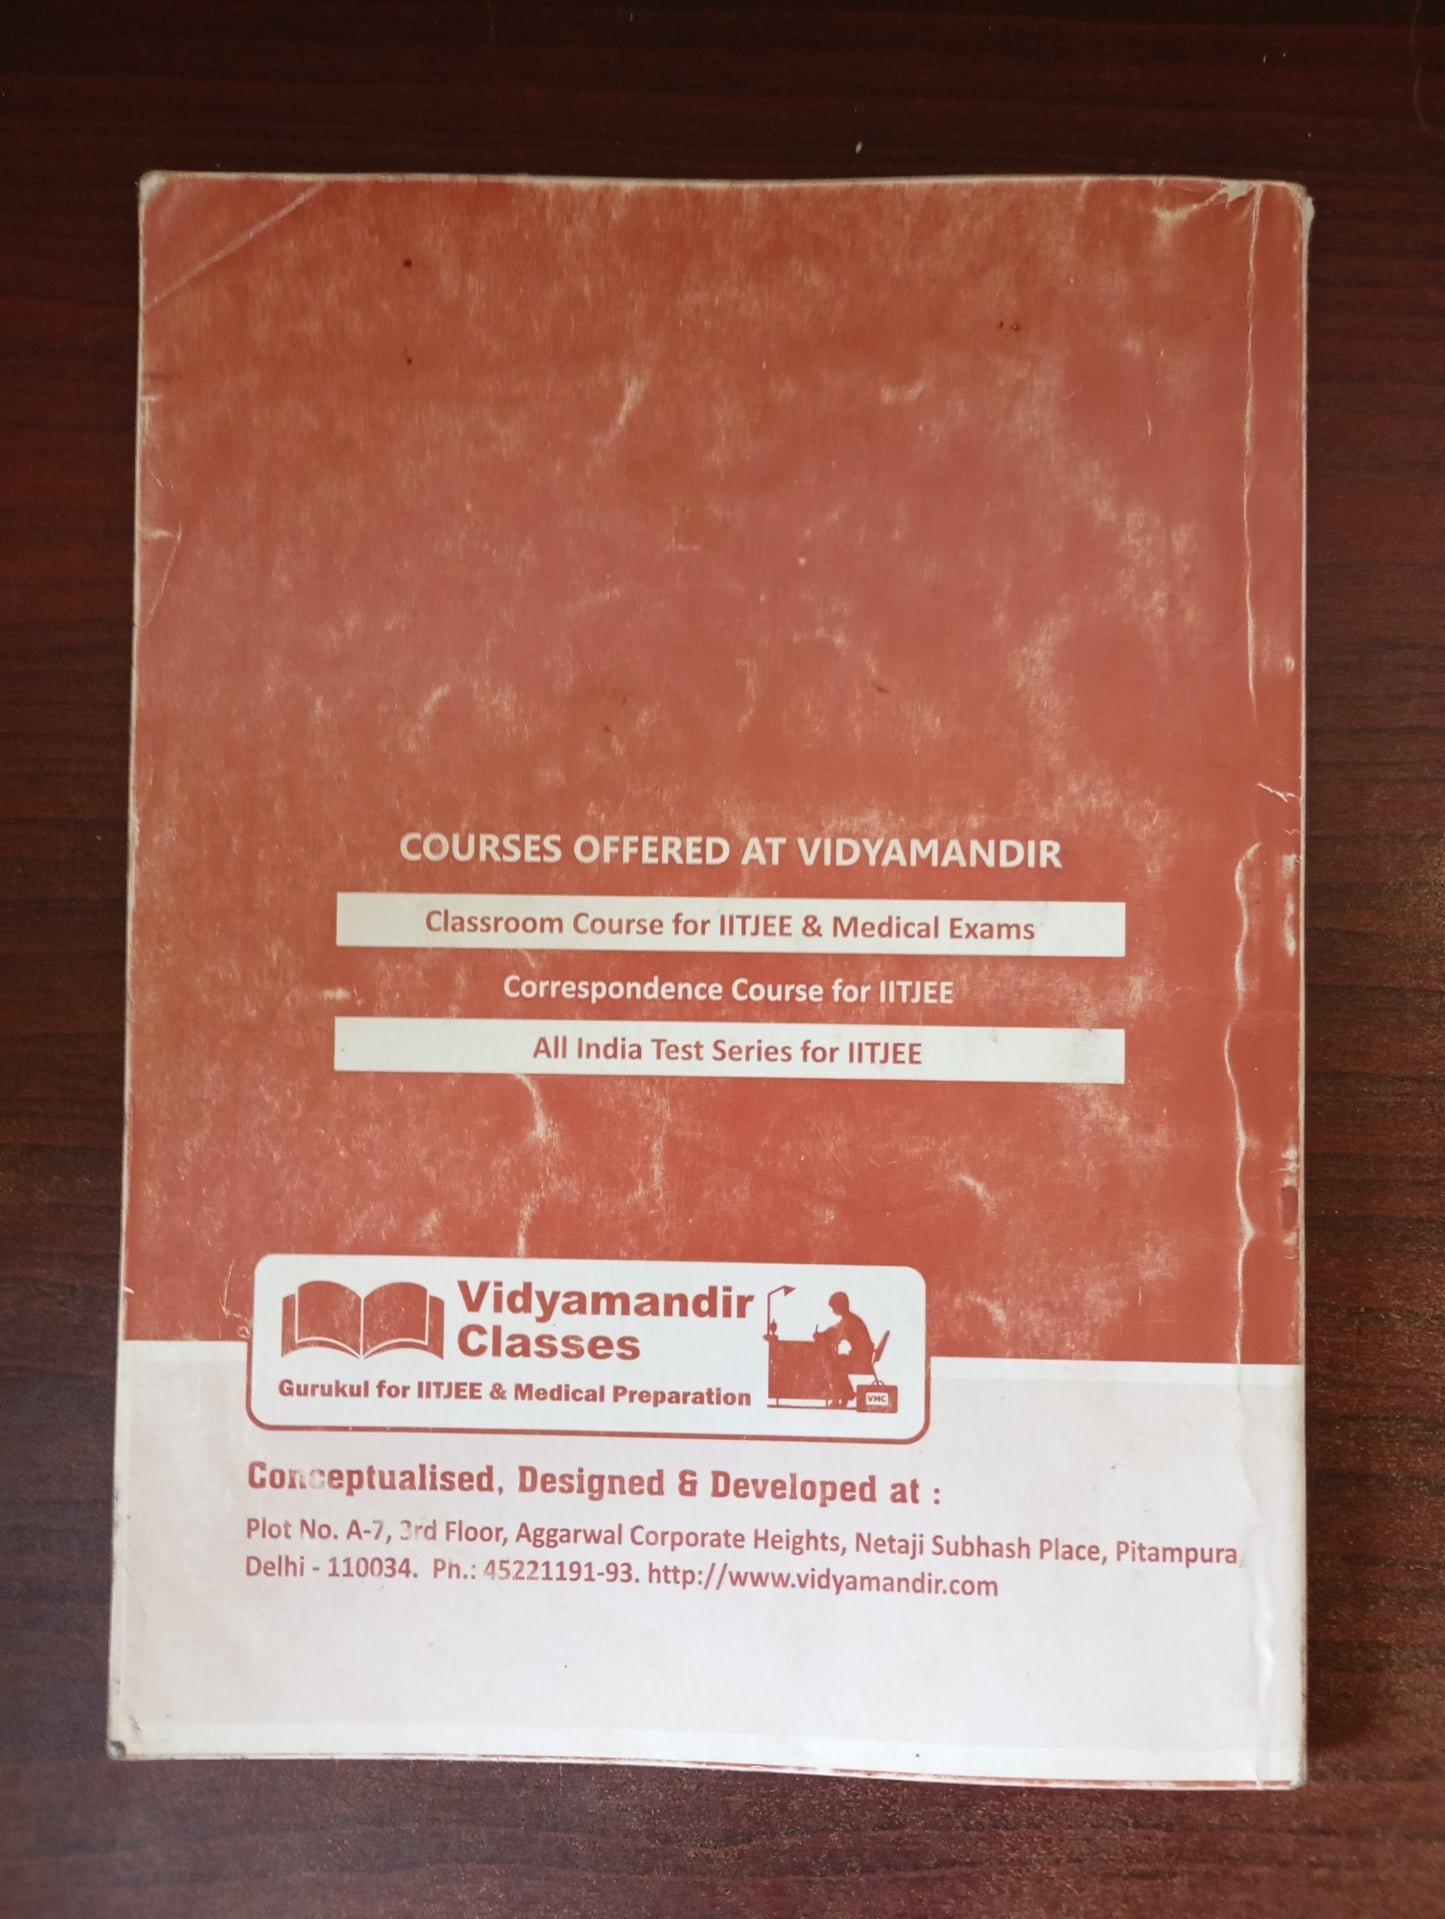 COURSES OFFERED AT VIDYAMANDIR
Classroom Course for IITJEE & Medical Exams
Correspondence Course for IITJEE
All India Test Series for IITJEE
Vidyamandir
Classes
Gurukul for IITJEE & Medical Preparation
VMC
Conceptualised, Designed & Developed at :
Plot No. A-7, 3rd Floor, Aggarwal Corporate Heights, Netaji Subhash Place, Pitampura,
Delhi - 110034. Ph.: 45221191-93. http://www.vidyamandir.com